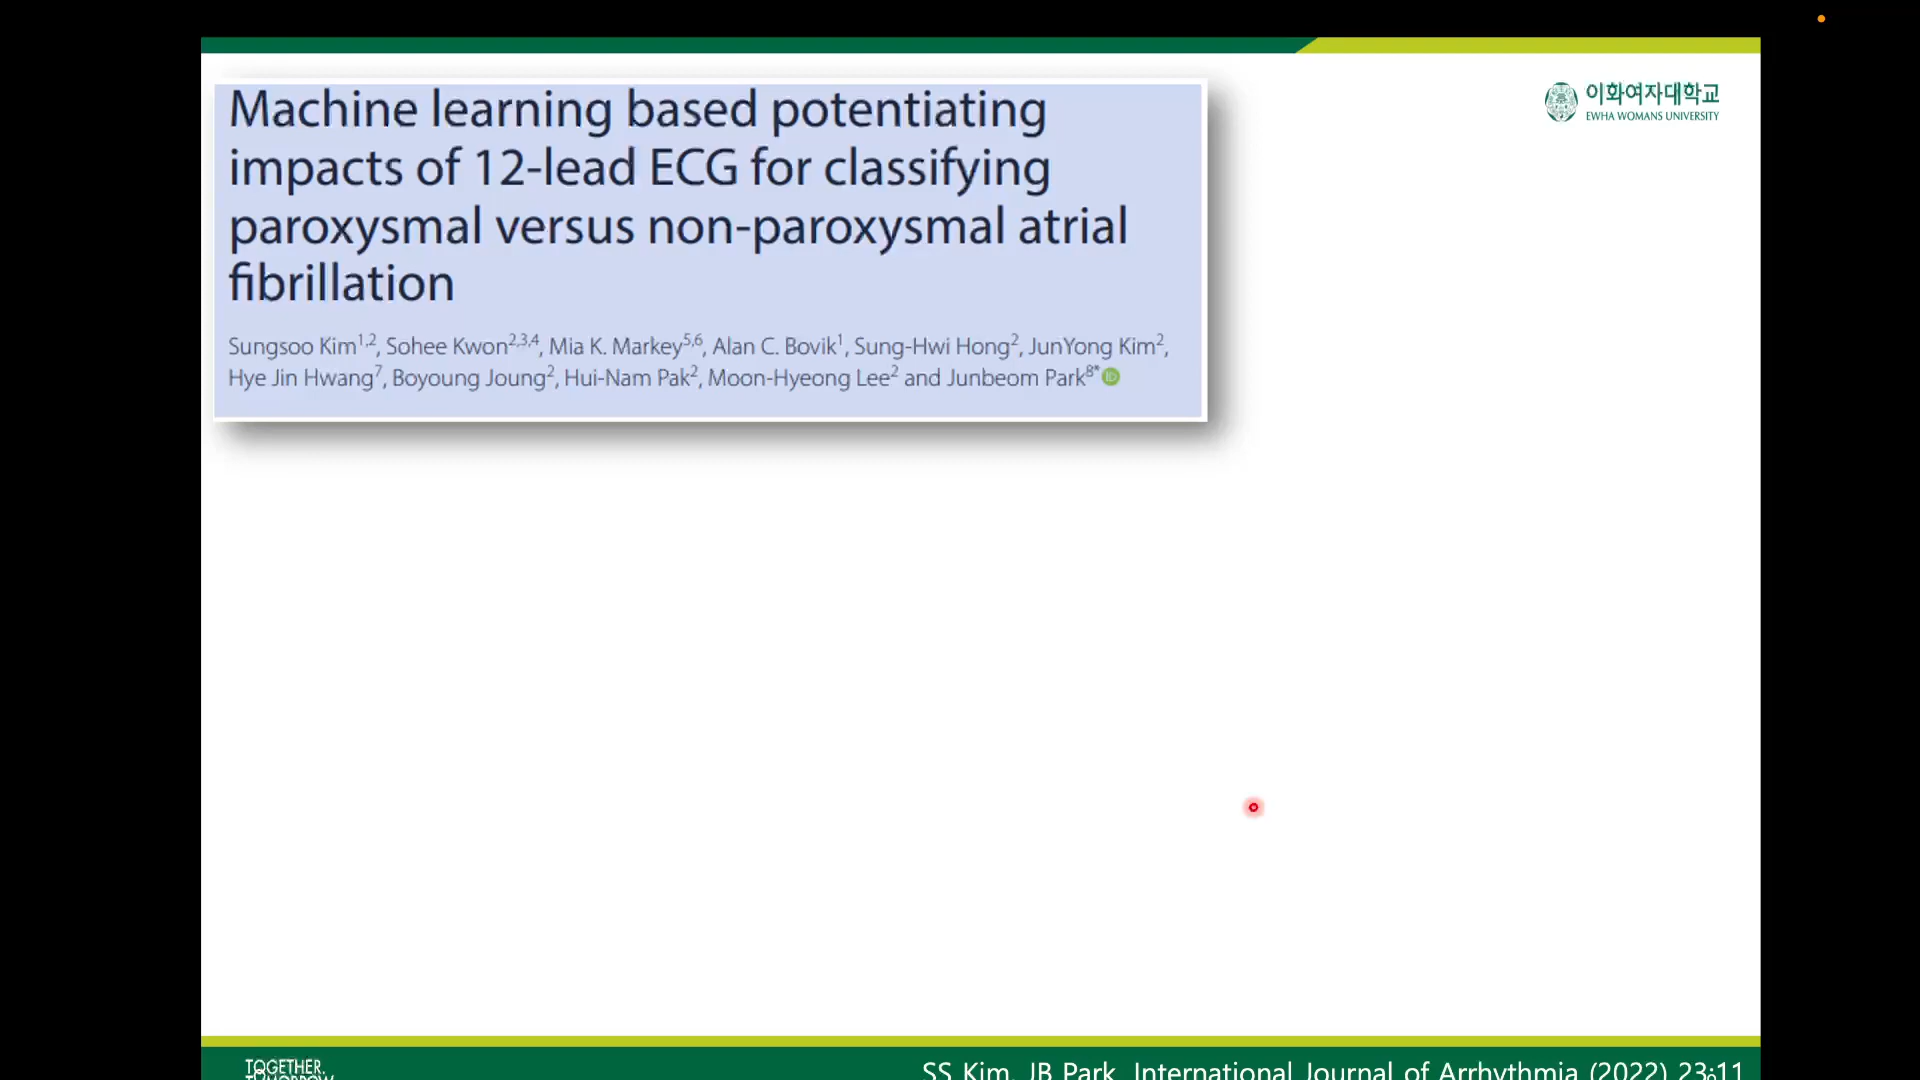 이화여자대학교
EWHA WOMANS UNIVERSITY
Machine learning based potentiating
impacts of 12-lead ECG for classifying
paroxysmal versus non-paroxysmal atrial
fibrillation
Sungsoo Kim1,2, Sohee Kwon2,3,4, Mia K. Markey5,6, Alan C. Bovik1, Sung-Hwi Hong2, JunYong Kim2,
Hye Jin Hwang7, Boyoung Joung2, Hui-Nam Pak2, Moon-Hyeong Lee2 and Junbeom Park8* iD
TOGETHER.
TOMORROW
SS Kim, JB Park, International Journal of Arrhythmia (2022) 23:11